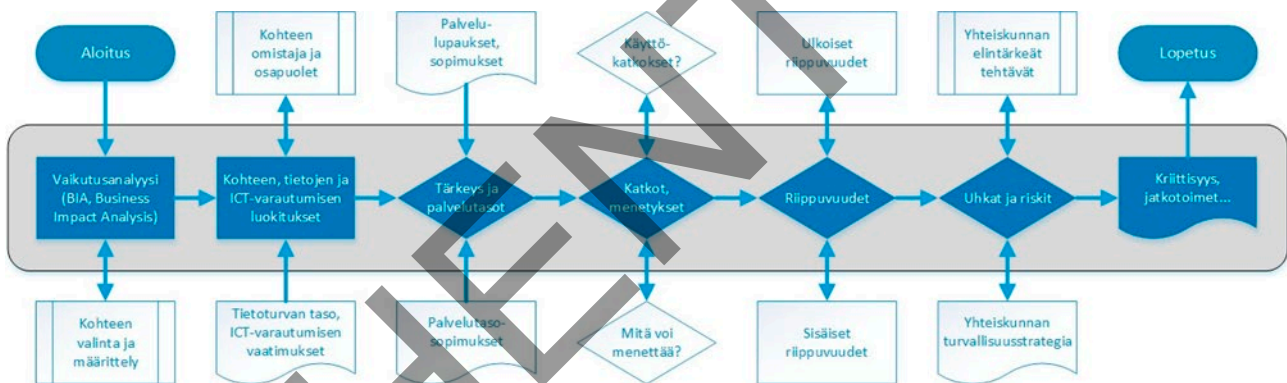 Aloitus
Kohteen
omistaja ja
osapuolet
Palvelu-
lupaukset,
sopimukset
Käyttö-
katkokset?
Ulkoiset
riippuvuudet
Yhteiskunnan
elintärkeät
tehtävät
Lopetus
Vaikutusanalyysi
(BIA, Business
Impact Analysis)
Kohteen, tietojen ja
ICT-varautumisen
luokitukset
Tärkeys ja
palvelutasot
Katkot,
menetykset
Riippuvuudet
Uhkat ja riskit
Kriittisyys,
jatkotoimet...
Kohteen
valinta ja
määrittely
Tietoturvan taso,
ICT-varautumisen
vaatimukset
Palvelutaso-
sopimukset
Mitä voi
menettää?
Sisäiset
riippuvuudet
Yhteiskunnan
turvallisuusstrategia